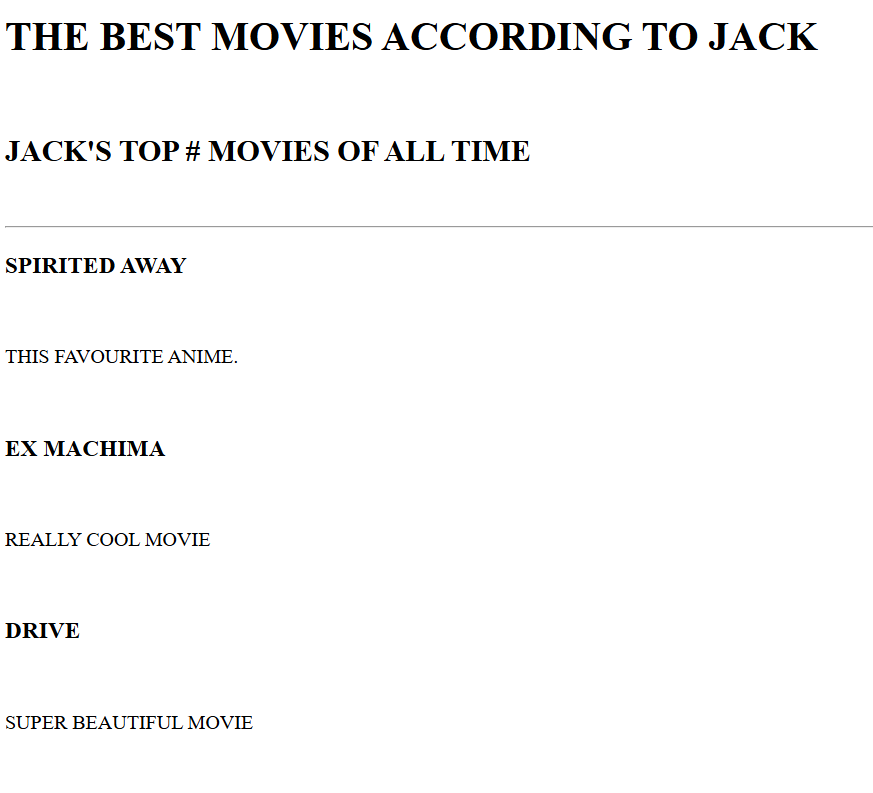 THE BEST MOVIES ACCORDING TO JACK
JACK'S TOP # MOVIES OF ALL TIME
SPIRITED AWAY
THIS FAVOURITE ANIME.
EX MACHIMA
REALLY COOL MOVIE
DRIVE
SUPER BEAUTIFUL MOVIE